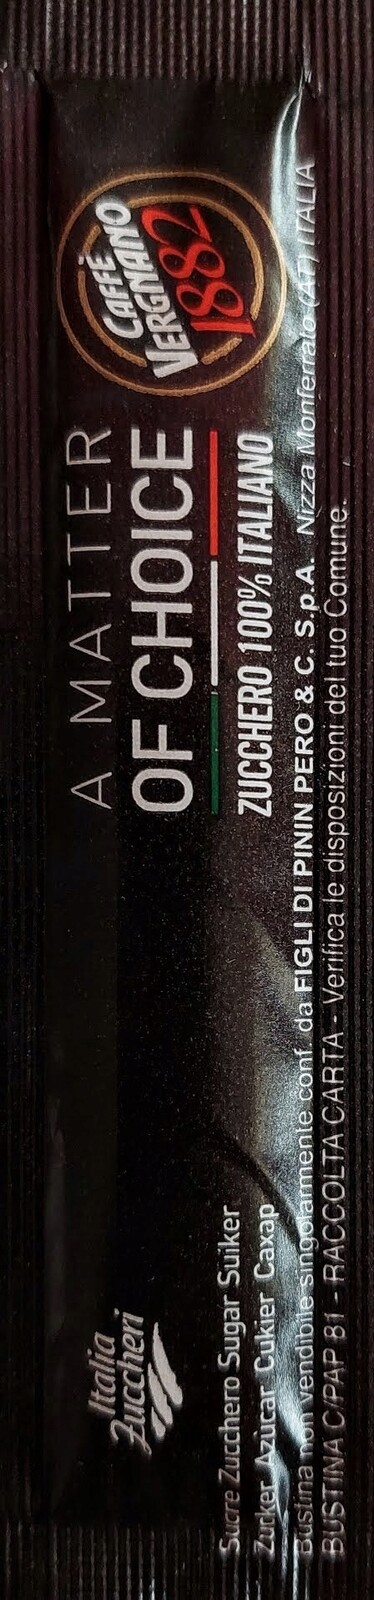 Italia
Zuccheri
A MATTER
OF CHOICE
ZUCCHERO 100% ITALIANO
CAFFÈ
VERGNANO
1882
Sucre Zucchero Sugar Suiker
Zucker Azúcar Cukier Caxap
Bustina non vendibile singolarmente conf. da FIGLI DI PININ PERO & C. S.p.A. Nizza Monferrato (AT) ITALIA
BUSTINA C/PAP 81 - RACCOLTA CARTA - Verifica le disposizioni del tuo Comune.